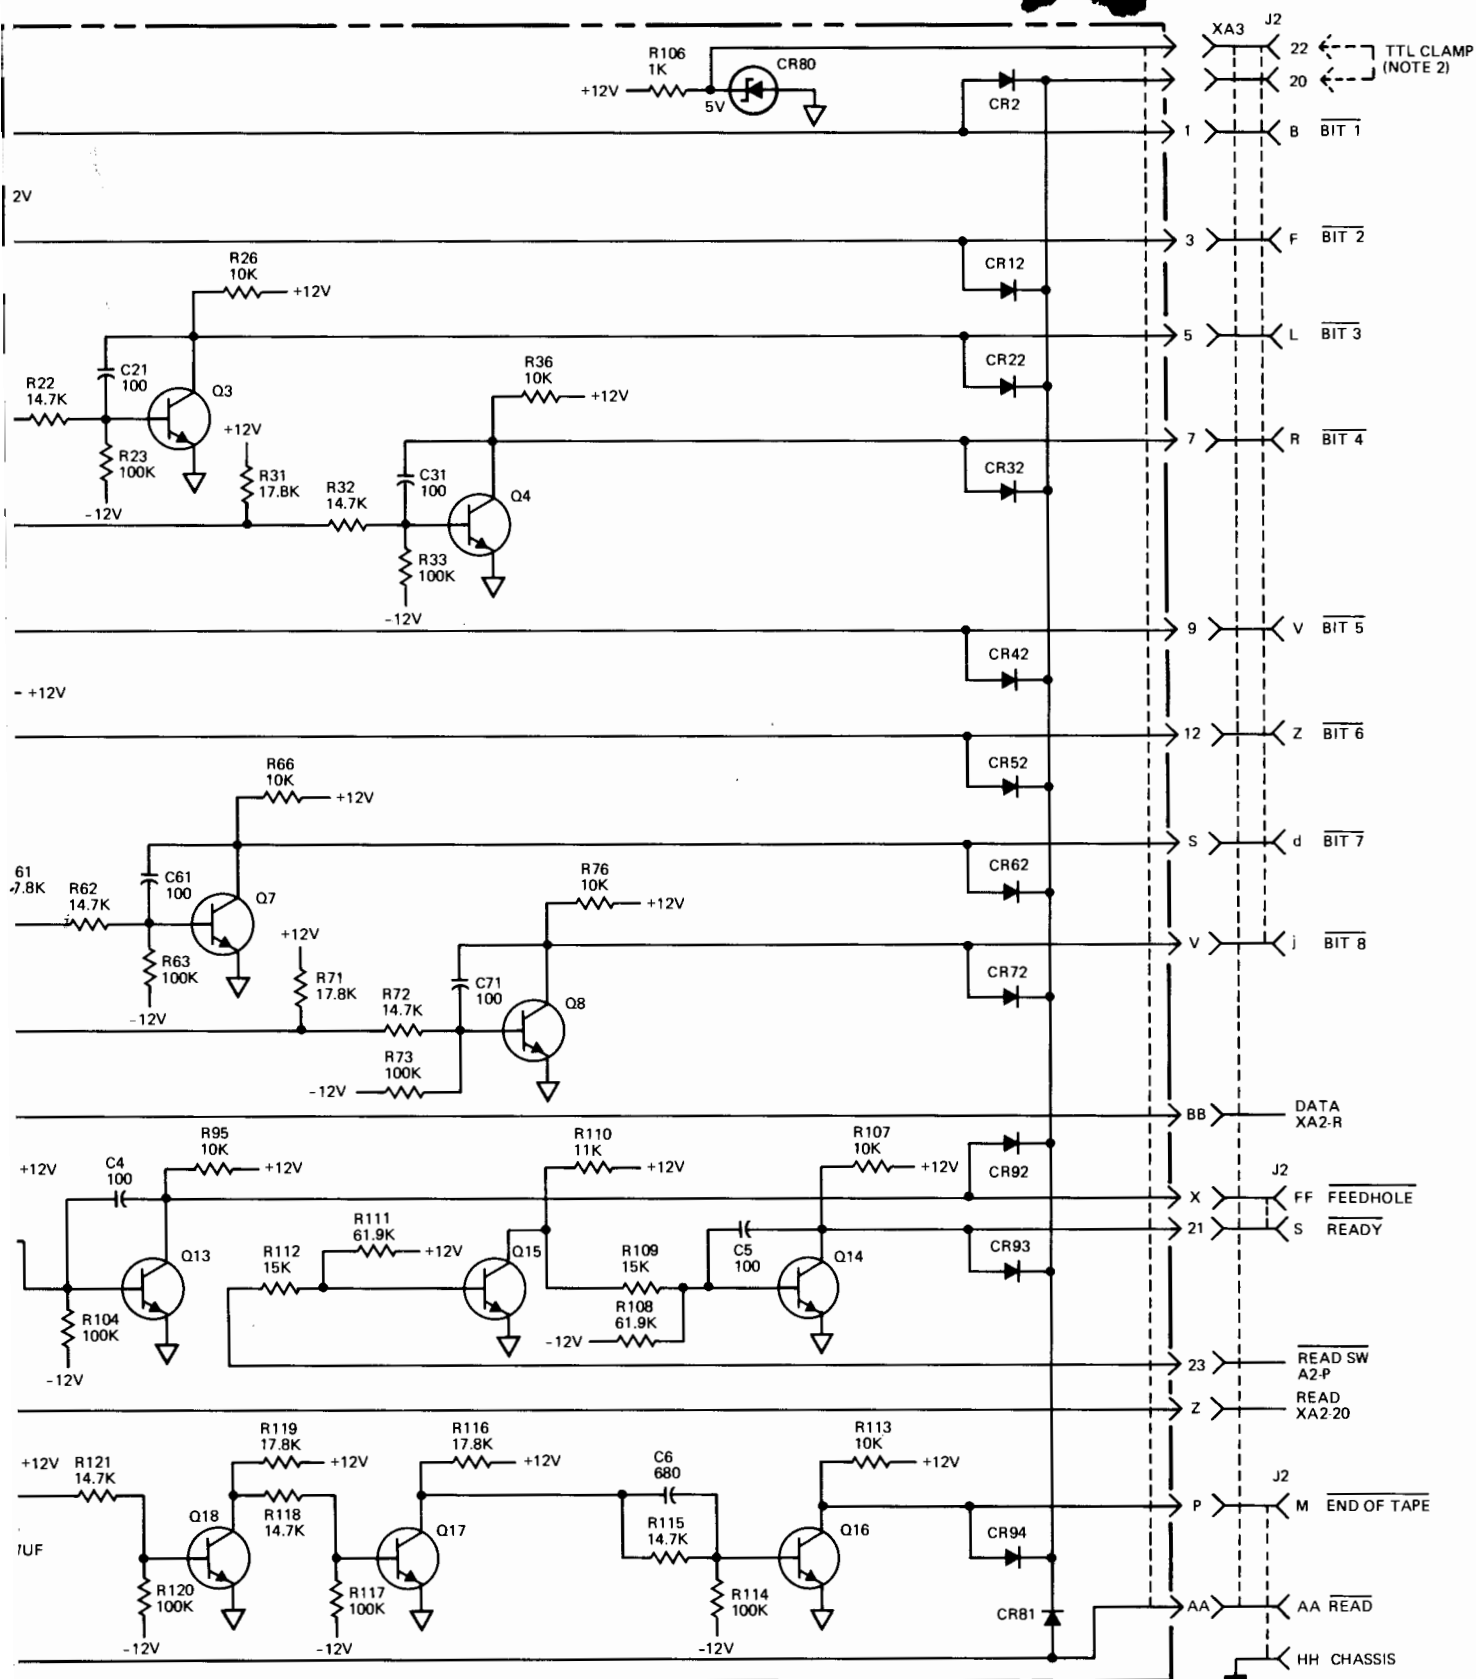 XA3
J2
R106
1K
CR80
22
TTL CLAMP
(NOTE 2)
+12V
5V
CR2
20
1
B
BIT 1
2V
3
F
BIT 2
R26
10K
+12V
CR12
5
L
BIT 3
C21
100
R36
10K
CR22
R22
14.7K
Q3
+12V
+12V
R23
100K
7
R
BIT 4
R31
17.8K
R32
14.7K
C31
100
Q4
CR32
-12V
R33
100K
-12V
9
V
BIT 5
CR42
- +12V
12
Z
BIT 6
R66
10K
+12V
CR52
S
d
BIT 7
61
7.8K
R62
14.7K
C61
100
Q7
R76
10K
+12V
CR62
+12V
R63
100K
V
j
BIT 8
R71
17.8K
R72
14.7K
C71
100
Q8
CR72
-12V
R73
100K
-12V
BB
DATA
XA2-R
R95
10K
R110
11K
R107
10K
+12V
C4
100
+12V
+12V
+12V
CR92
J2
X
FF
FEEDHOLE
R111
61.9K
21
S
READY
Q13
R112
15K
+12V
Q15
R109
15K
C5
100
Q14
CR93
R104
100K
R108
61.9K
-12V
-12V
23
READ SW
A2-P
Z
READ
XA2-20
R119
17.8K
R116
17.8K
R113
10K
+12V
R121
14.7K
+12V
+12V
C6
680
+12V
J2
P
M
END OF TAPE
Q18
R118
14.7K
Q17
R115
14.7K
Q16
CR94
7UF
R120
100K
R117
100K
R114
100K
CR81
AA
AA
READ
-12V
-12V
-12V
HH
CHASSIS